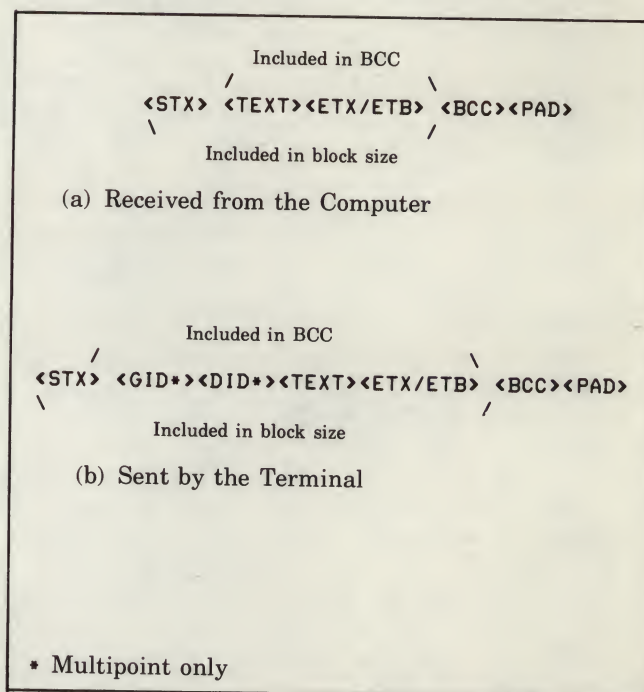 Included in BCC
/ \
<STX> <TEXT><ETX/ETB> <BCC><PAD>
\ /
Included in block size
(a) Received from the Computer
Included in BCC
/ \
<STX> <GID*><DID*><TEXT><ETX/ETB> <BCC><PAD>
\ /
Included in block size
(b) Sent by the Terminal
* Multipoint only